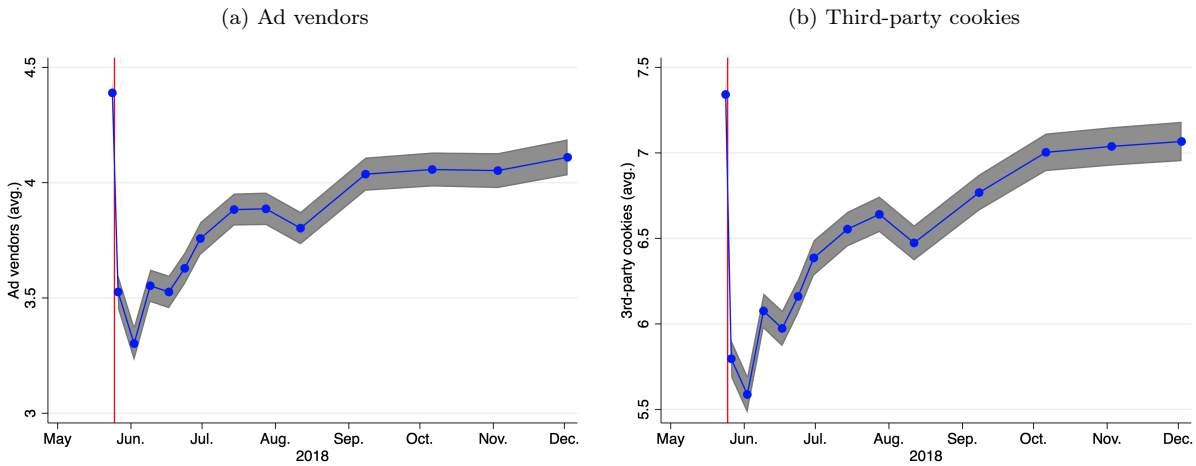 (a) Ad vendors
Ad vendors (avg.)
4.5
4
3.5
3
May Jun. Jul. Aug. Sep. Oct. Nov. Dec.
2018
(b) Third-party cookies
3rd-party cookies (avg.)
7.5
7
6.5
6
5.5
May Jun. Jul. Aug. Sep. Oct. Nov. Dec.
2018